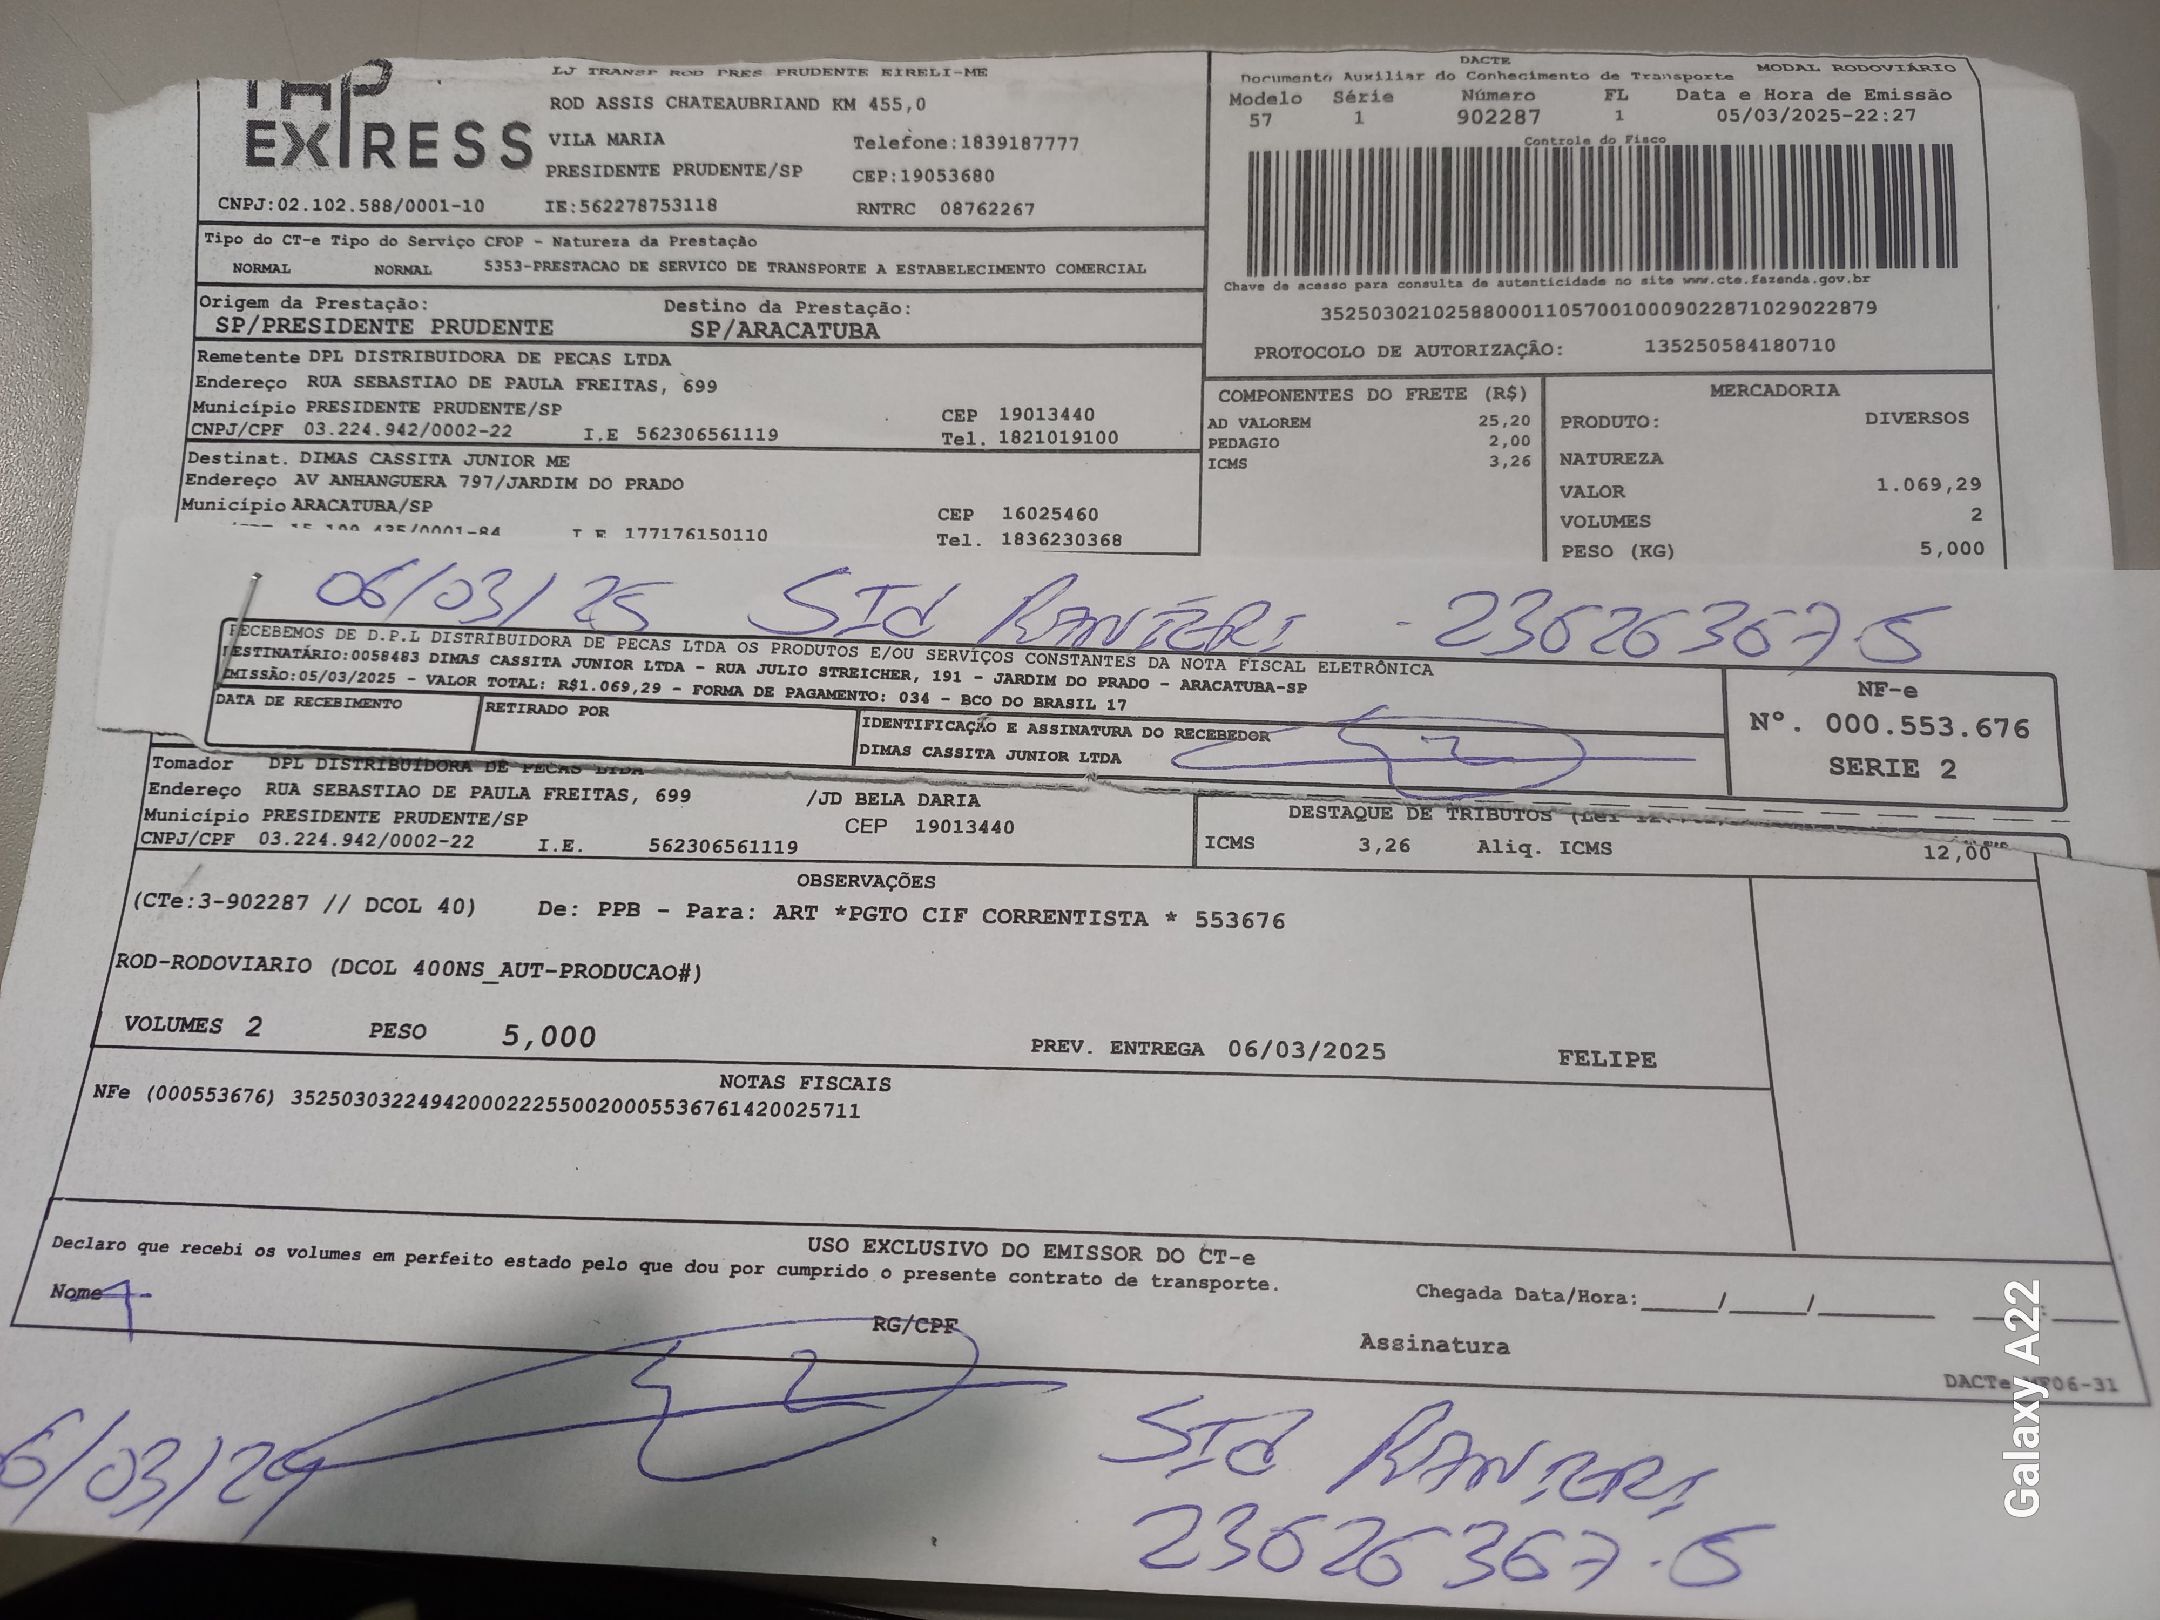 EXPRESS
LJ TRANSP ROD PRES PRUDENTE EIRELI-ME
ROD ASSIS CHATEAUBRIAND KM 455,0
VILA MARIA Telefone:1839187777
PRESIDENTE PRUDENTE/SP CEP:19053680
CNPJ:02.102.588/0001-10 IE:562278753118 RNTRC 08762267
DACTE
Documento Auxiliar do Conhecimento de Transporte MODAL RODOVIÁRIO
Modelo Série Número FL Data e Hora de Emissão
57 1 902287 1 05/03/2025-22:27
Controle do Fisco
Chave de acesso para consulta de autenticidade no site www.cte.fazenda.gov.br
35250302102588000110570010009022871029022879
PROTOCOLO DE AUTORIZAÇÃO: 135250584180710
Tipo do CT-e Tipo do Serviço CFOP - Natureza da Prestação
NORMAL NORMAL 5353-PRESTACAO DE SERVICO DE TRANSPORTE A ESTABELECIMENTO COMERCIAL
Origem da Prestação: Destino da Prestação:
SP/PRESIDENTE PRUDENTE SP/ARACATUBA
Remetente DPL DISTRIBUIDORA DE PECAS LTDA
Endereço RUA SEBASTIAO DE PAULA FREITAS, 699
Município PRESIDENTE PRUDENTE/SP CEP 19013440
CNPJ/CPF 03.224.942/0002-22 I.E 562306561119 Tel. 1821019100
Destinat. DIMAS CASSITA JUNIOR ME
Endereço AV ANHANGUERA 797/JARDIM DO PRADO
Município ARACATUBA/SP CEP 16025460
I.E 177176150110 Tel. 1836230368
COMPONENTES DO FRETE (R$)
AD VALOREM 25,20
PEDAGIO 2,00
ICMS 3,26
MERCADORIA
PRODUTO: DIVERSOS
NATUREZA
VALOR 1.069,29
VOLUMES 2
PESO (KG) 5,000
06/03/25 SId RANIERI - 23626367-5
RECEBEMOS DE D.P.L DISTRIBUIDORA DE PECAS LTDA OS PRODUTOS E/OU SERVIÇOS CONSTANTES DA NOTA FISCAL ELETRÔNICA
DESTINATÁRIO:0058483 DIMAS CASSITA JUNIOR LTDA - RUA JULIO STREICHER, 191 - JARDIM DO PRADO - ARACATUBA-SP
EMISSÃO:05/03/2025 - VALOR TOTAL: R$1.069,29 - FORMA DE PAGAMENTO: 034 - BCO DO BRASIL 17
DATA DE RECEBIMENTO RETIRADO POR IDENTIFICAÇÃO E ASSINATURA DO RECEBEDOR
DIMAS CASSITA JUNIOR LTDA
NF-e
Nº. 000.553.676
SERIE 2
Tomador DPL DISTRIBUIDORA DE PECAS LTDA
Endereço RUA SEBASTIAO DE PAULA FREITAS, 699 /JD BELA DARIA
Município PRESIDENTE PRUDENTE/SP CEP 19013440
CNPJ/CPF 03.224.942/0002-22 I.E. 562306561119
DESTAQUE DE TRIBUTOS
ICMS 3,26 Aliq. ICMS 12,00
OBSERVAÇÕES
(CTe:3-902287 // DCOL 40) De: PPB - Para: ART *PGTO CIF CORRENTISTA * 553676
ROD-RODOVIARIO (DCOL 400NS_AUT-PRODUCAO#)
VOLUMES 2 PESO 5,000 PREV. ENTREGA 06/03/2025 FELIPE
NOTAS FISCAIS
NFe (000553676) 35250303224942000222550020005536761420025711
USO EXCLUSIVO DO EMISSOR DO CT-e
Declaro que recebi os volumes em perfeito estado pelo que dou por cumprido o presente contrato de transporte.
Nome RG/CPF Chegada Data/Hora:_____/_____/_______ ____:____
Assinatura
6/03/2
SId RANIERI
23626367-5
Galaxy A22